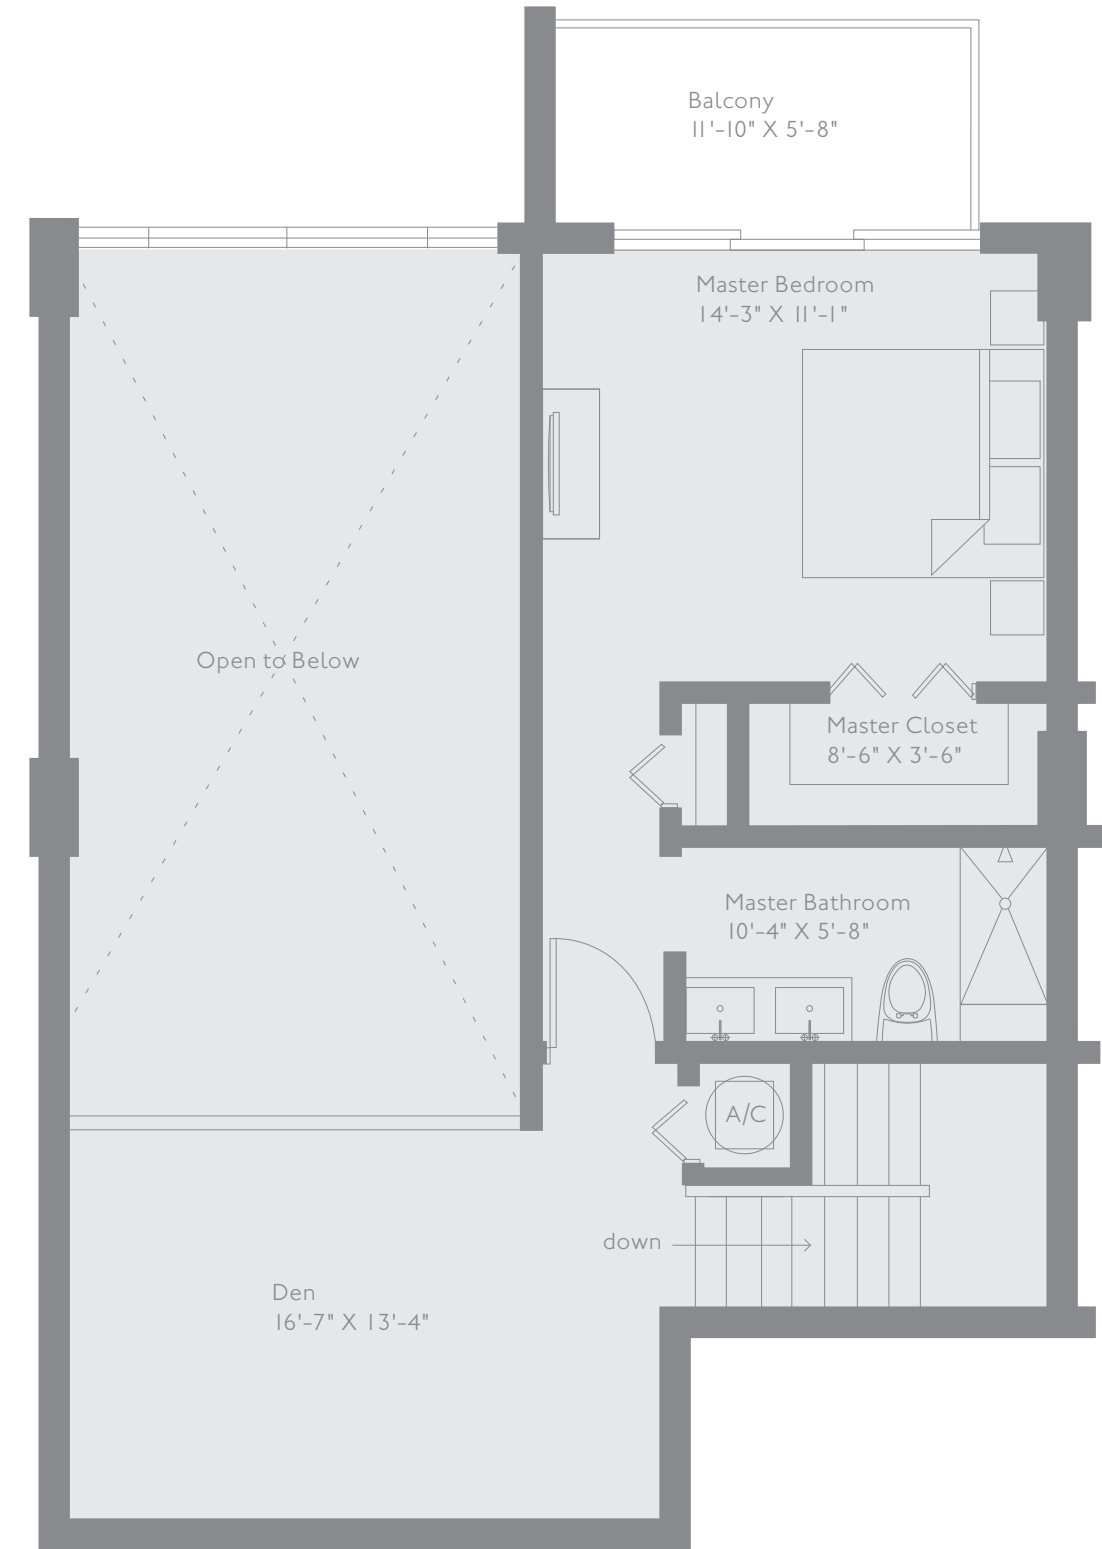 Balcony
11'-10" X 5'-8"
Master Bedroom
14'-3" X 11'-1"
Open to Below
Master Closet
8'-6" X 3'-6"
Master Bathroom
10'-4" X 5'-8"
A/C
down
Den
16'-7" X 13'-4"